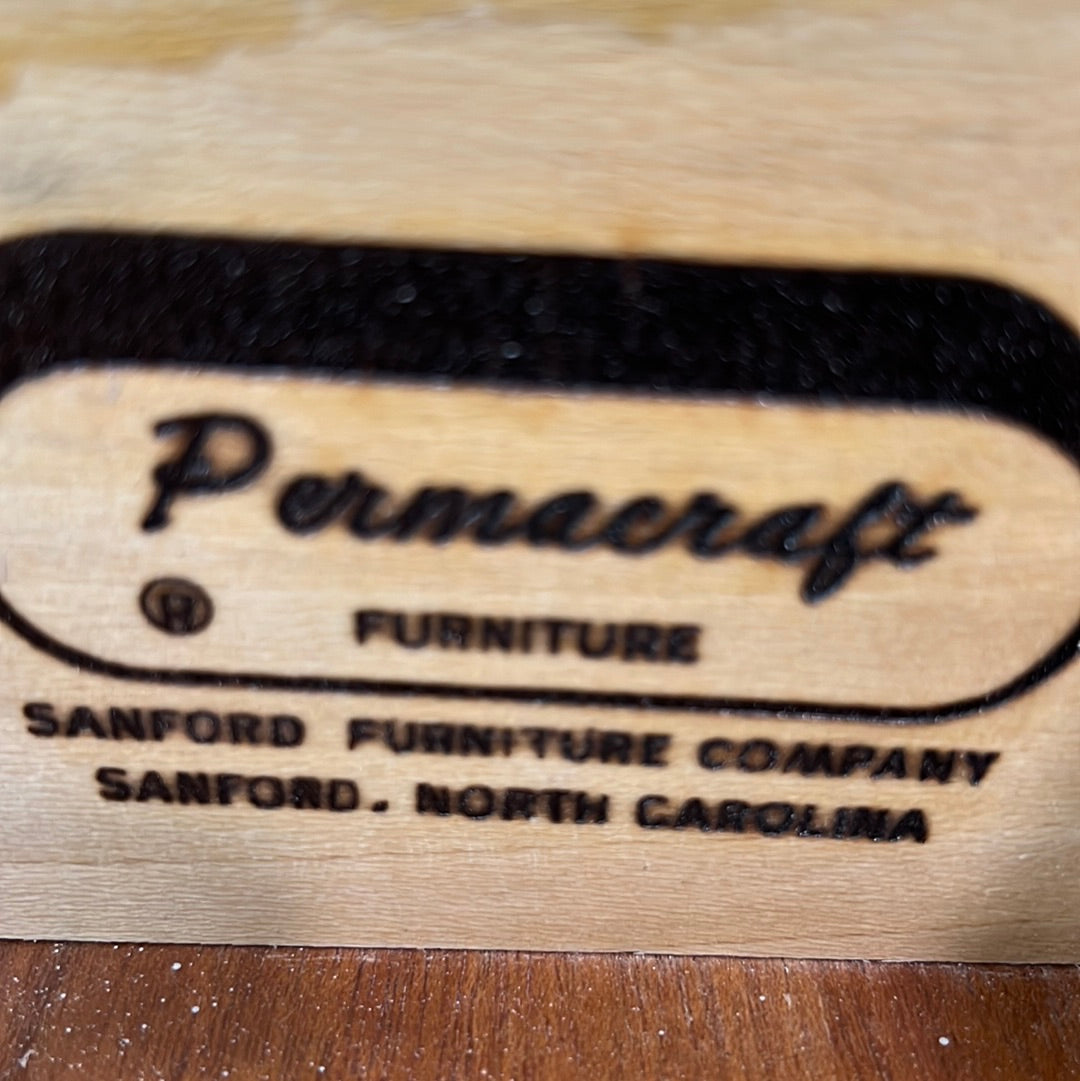 Permacraft
® FURNITURE
SANFORD FURNITURE COMPANY
SANFORD, NORTH CAROLINA